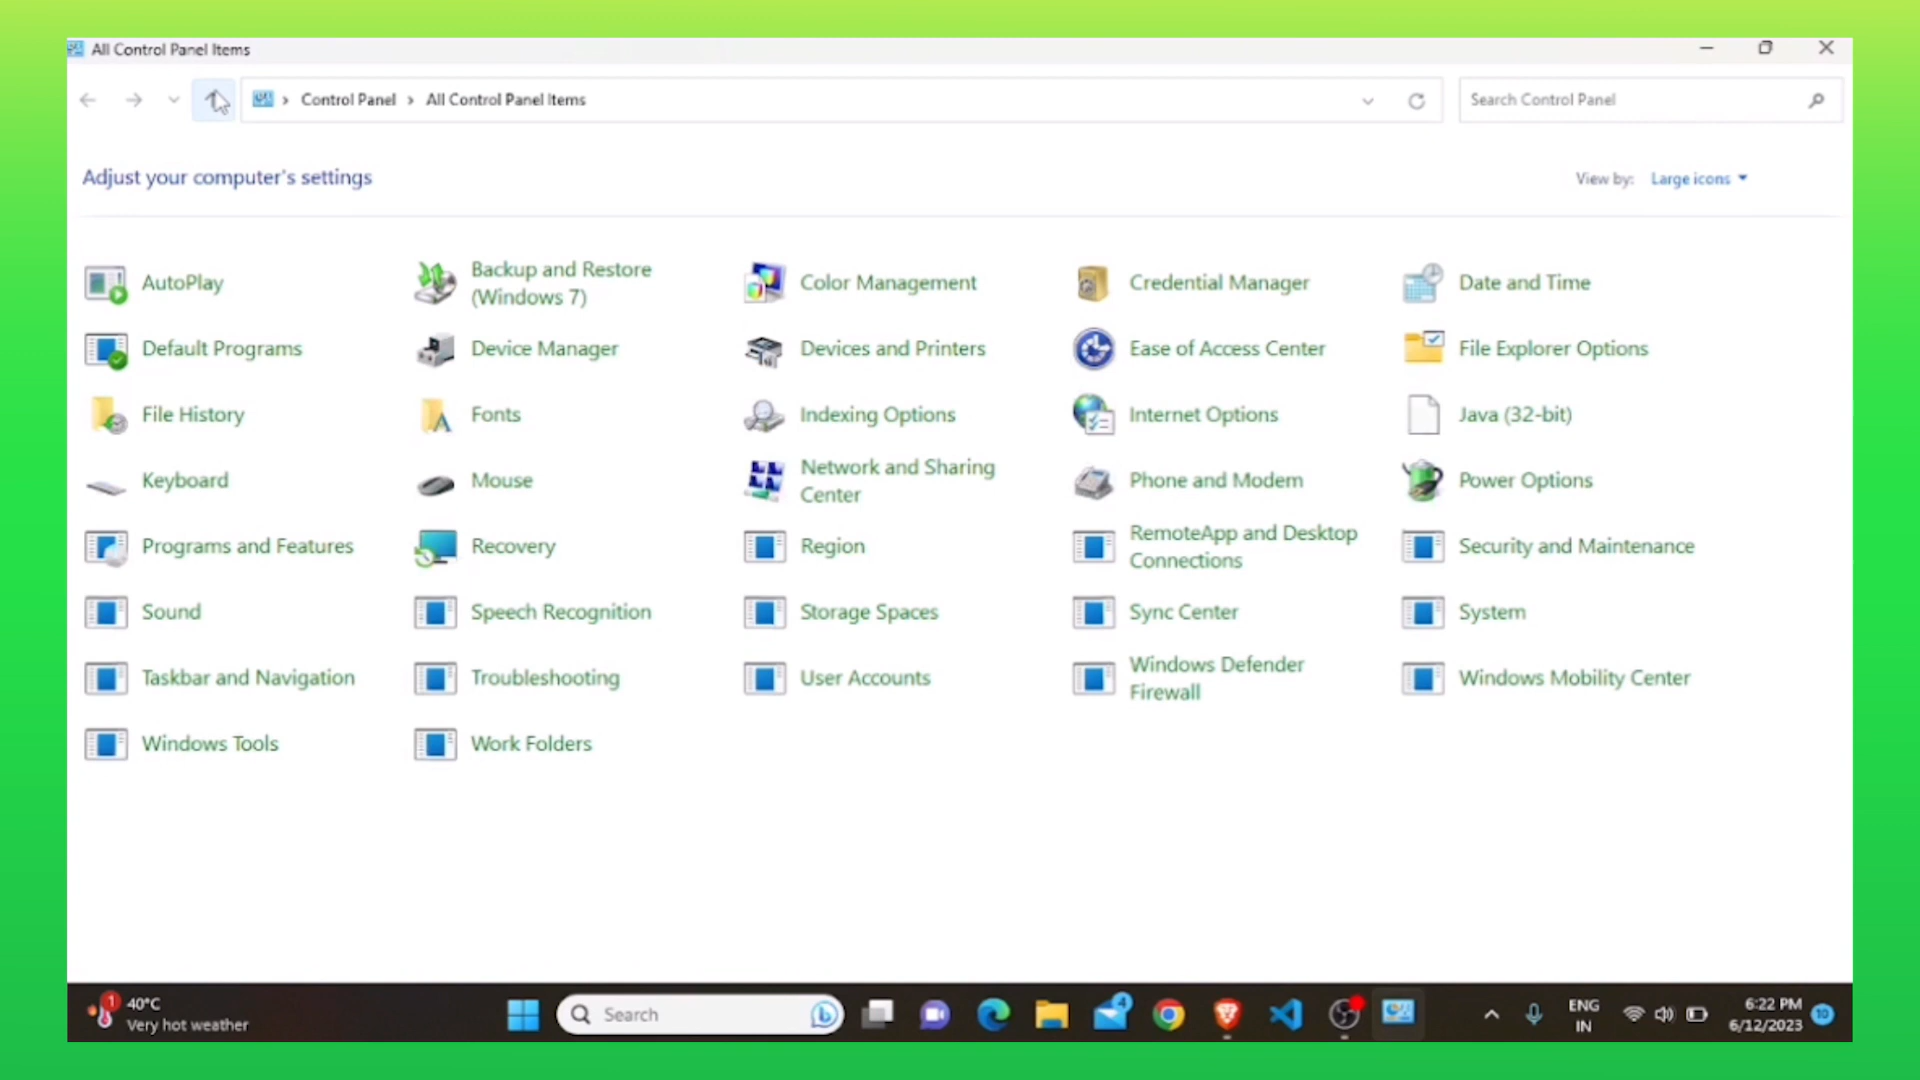 All Control Panel Items
Control Panel > All Control Panel Items
Search Control Panel
Adjust your computer's settings
View by: Large icons
AutoPlay
Backup and Restore
(Windows 7)
Color Management
Credential Manager
Date and Time
Default Programs
Device Manager
Devices and Printers
Ease of Access Center
File Explorer Options
File History
Fonts
Indexing Options
Internet Options
Java (32-bit)
Keyboard
Mouse
Network and Sharing
Center
Phone and Modem
Power Options
Programs and Features
Recovery
Region
RemoteApp and Desktop
Connections
Security and Maintenance
Sound
Speech Recognition
Storage Spaces
Sync Center
System
Taskbar and Navigation
Troubleshooting
User Accounts
Windows Defender
Firewall
Windows Mobility Center
Windows Tools
Work Folders
1
40°C
Very hot weather
Search
4
ENG
IN
6:22 PM
6/12/2023
10